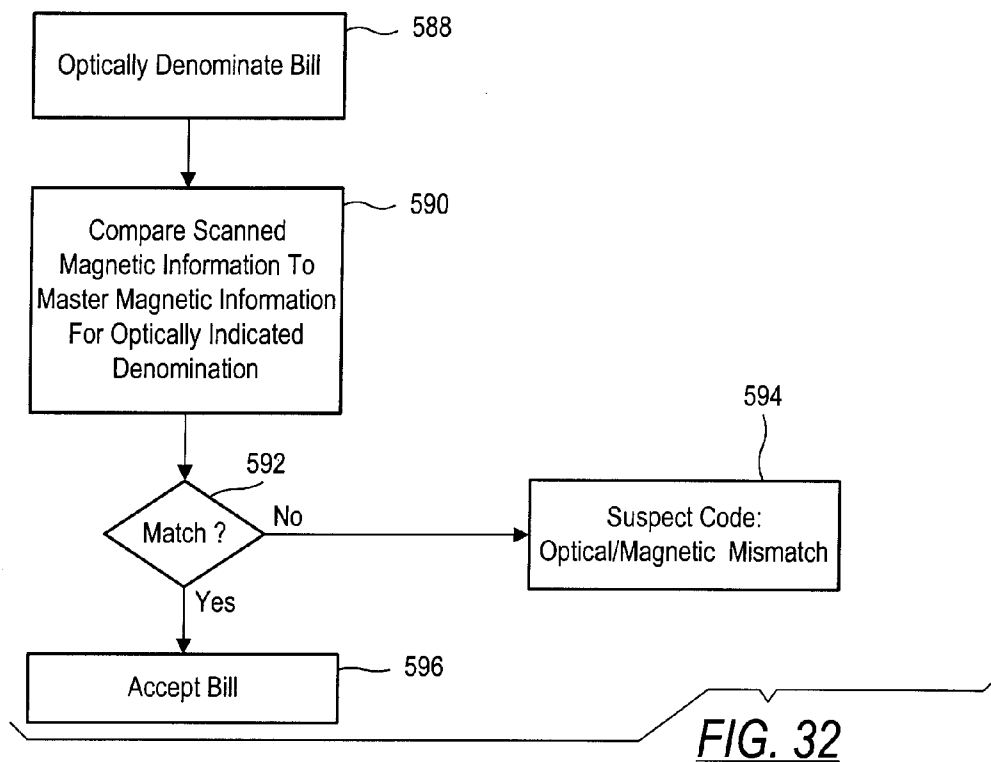 588
Optically Denominate Bill
590
Compare Scanned
Magnetic Information To
Master Magnetic Information
For Optically Indicated
Denomination
592
Match ?
No
594
Suspect Code:
Optical/Magnetic Mismatch
Yes
596
Accept Bill
FIG. 32